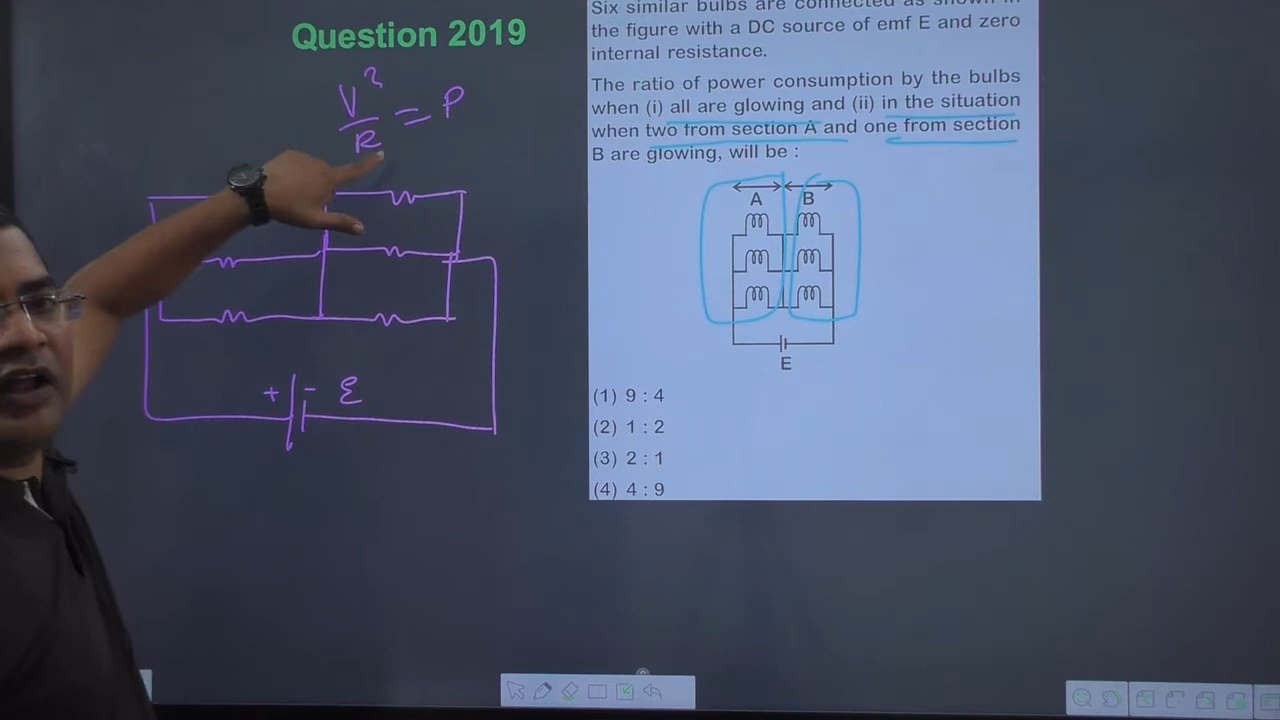 Question 2019
V²/R = P
+ - ε
Six similar bulbs are connected as shown in
the figure with a DC source of emf E and zero
internal resistance.
The ratio of power consumption by the bulbs
when (i) all are glowing and (ii) in the situation
when two from section A and one from section
B are glowing, will be :
A B
E
(1) 9 : 4
(2) 1 : 2
(3) 2 : 1
(4) 4 : 9